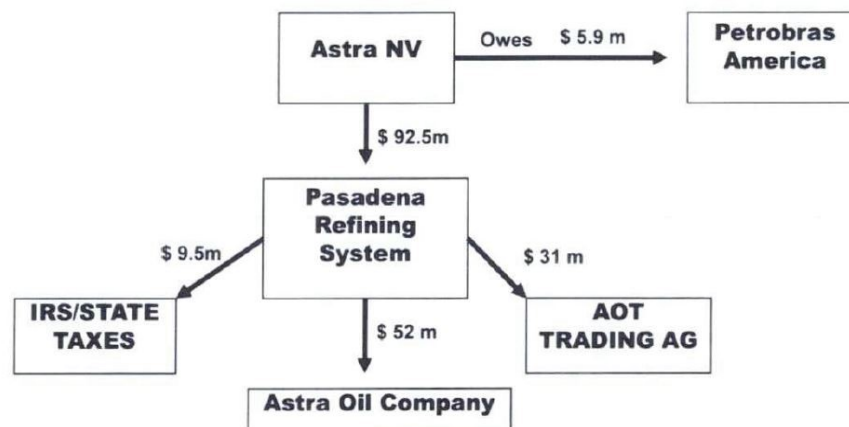 Astra NV
Owes $ 5.9 m
Petrobras
America
$ 92.5m
Pasadena
Refining
System
$ 9.5m
$ 31 m
IRS/STATE
TAXES
$ 52 m
AOT
TRADING AG
Astra Oil Company